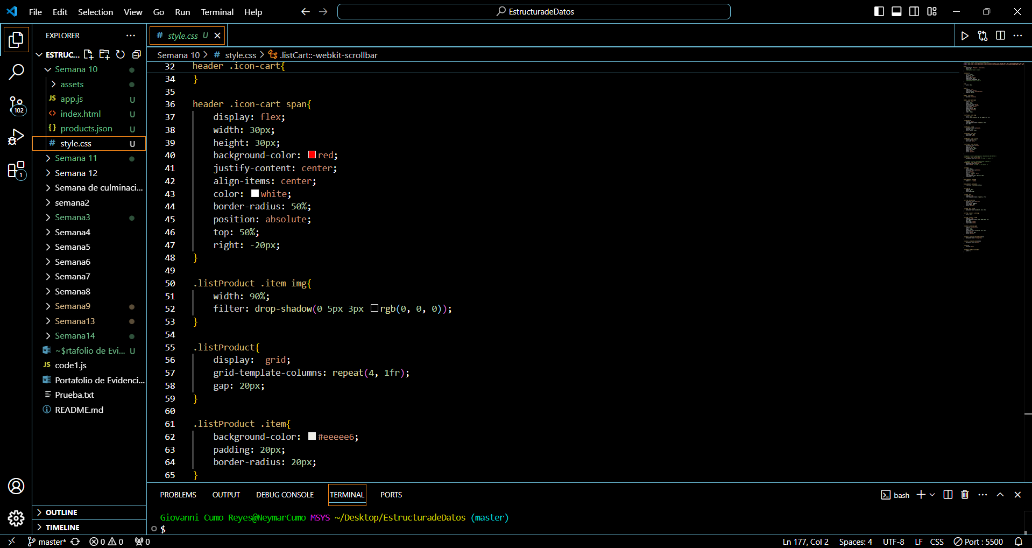 File Edit Selection View Go Run Terminal Help
EstructuradeDatos
EXPLORER
ESTRUC...
Semana 10
assets
JS app.js U
<> index.html U
{} products.json U
# style.css U
Semana 11
Semana 12
Semana de culminaci...
semana2
Semana3
Semana4
Semana5
Semana6
Semana7
Semana8
Semana9
Semana13
Semana14
~$rtafolio de Evi... U
JS code1.js
Portafolio de Evidenci...
Prueba.txt
README.md
OUTLINE
TIMELINE
102
1
# style.css U
Semana 10 > # style.css > .listCart::-webkit-scrollbar
32 header .icon-cart{
34 }
35
36 header .icon-cart span{
37 display: flex;
38 width: 30px;
39 height: 30px;
40 background-color: red;
41 justify-content: center;
42 align-items: center;
43 color: white;
44 border-radius: 50%;
45 position: absolute;
46 top: 50%;
47 right: -20px;
48 }
49
50 .listProduct .item img{
51 width: 90%;
52 filter: drop-shadow(0 5px 3px rgb(0, 0, 0));
53 }
54
55 .listProduct{
56 display: grid;
57 grid-template-columns: repeat(4, 1fr);
58 gap: 20px;
59 }
60
61 .listProduct .item{
62 background-color: #eeeee6;
63 padding: 20px;
64 border-radius: 20px;
65 }
PROBLEMS OUTPUT DEBUG CONSOLE TERMINAL PORTS
bash
Giovanni Cumo Reyes@NeymarCumo MSYS ~/Desktop/EstructuradeDatos (master)
$
master* 0 0 0 Ln 177, Col 2 Spaces: 4 UTF-8 LF CSS Port : 5500